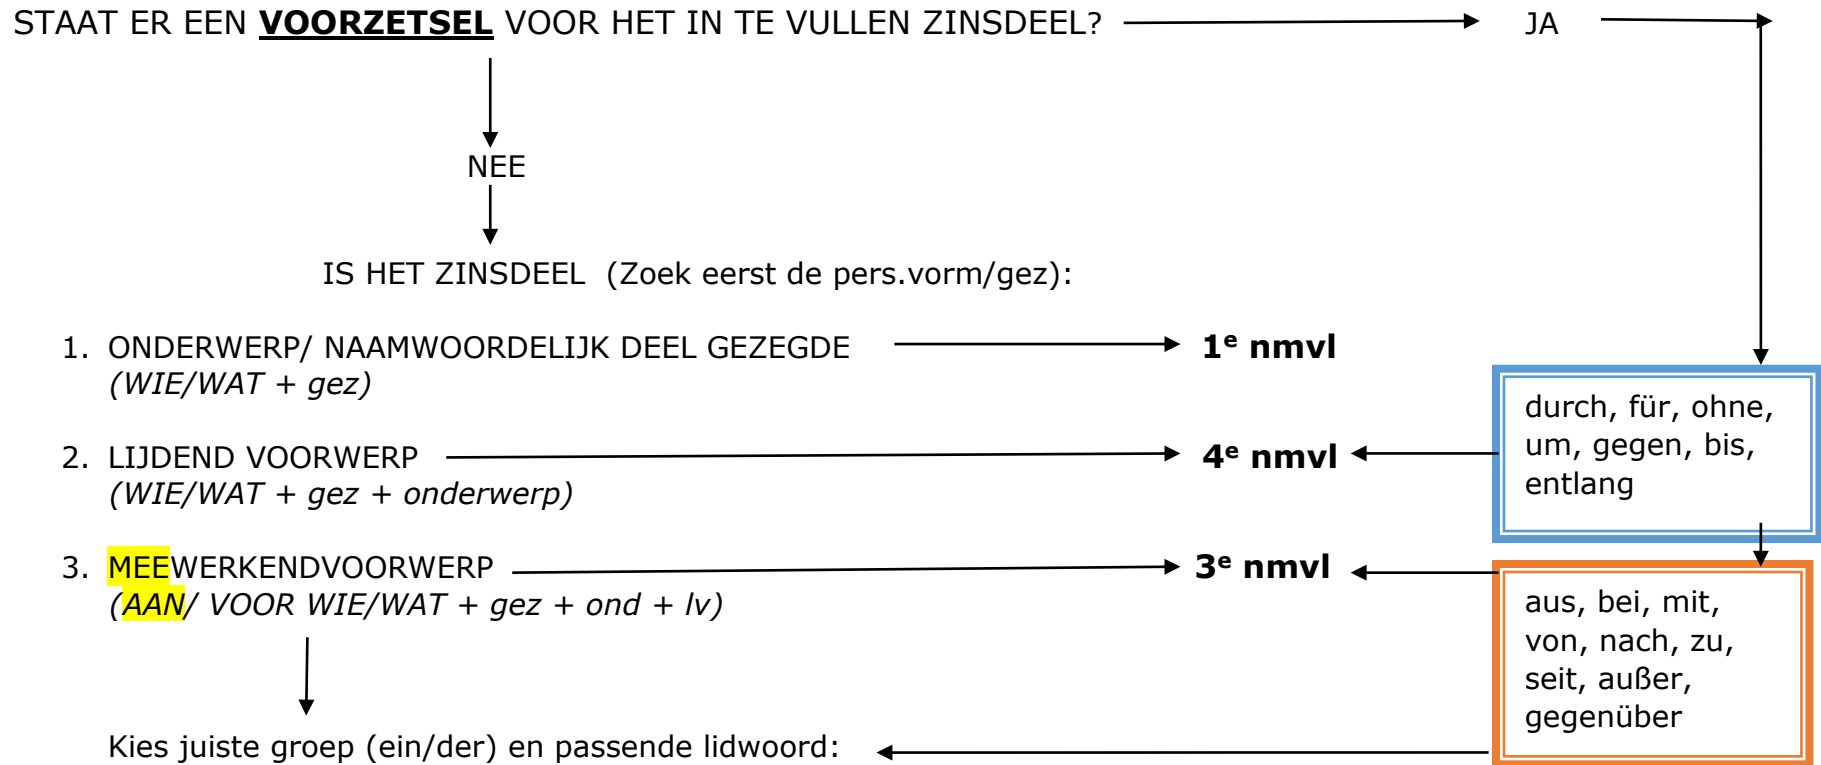 STAAT ER EEN VOORZETSEL VOOR HET IN TE VULLEN ZINSDEEL? JA
NEE
IS HET ZINSDEEL (Zoek eerst de pers.vorm/gez):
1. ONDERWERP/ NAAMWOORDELIJK DEEL GEZEGDE 1e nmvl
(WIE/WAT + gez)
2. LIJDEND VOORWERP 4e nmvl
(WIE/WAT + gez + onderwerp)
3. MEEWERKENDVOORWERP 3e nmvl
(AAN/ VOOR WIE/WAT + gez + ond + lv)
Kies juiste groep (ein/der) en passende lidwoord:
durch, für, ohne,
um, gegen, bis,
entlang
aus, bei, mit,
von, nach, zu,
seit, außer,
gegenüber